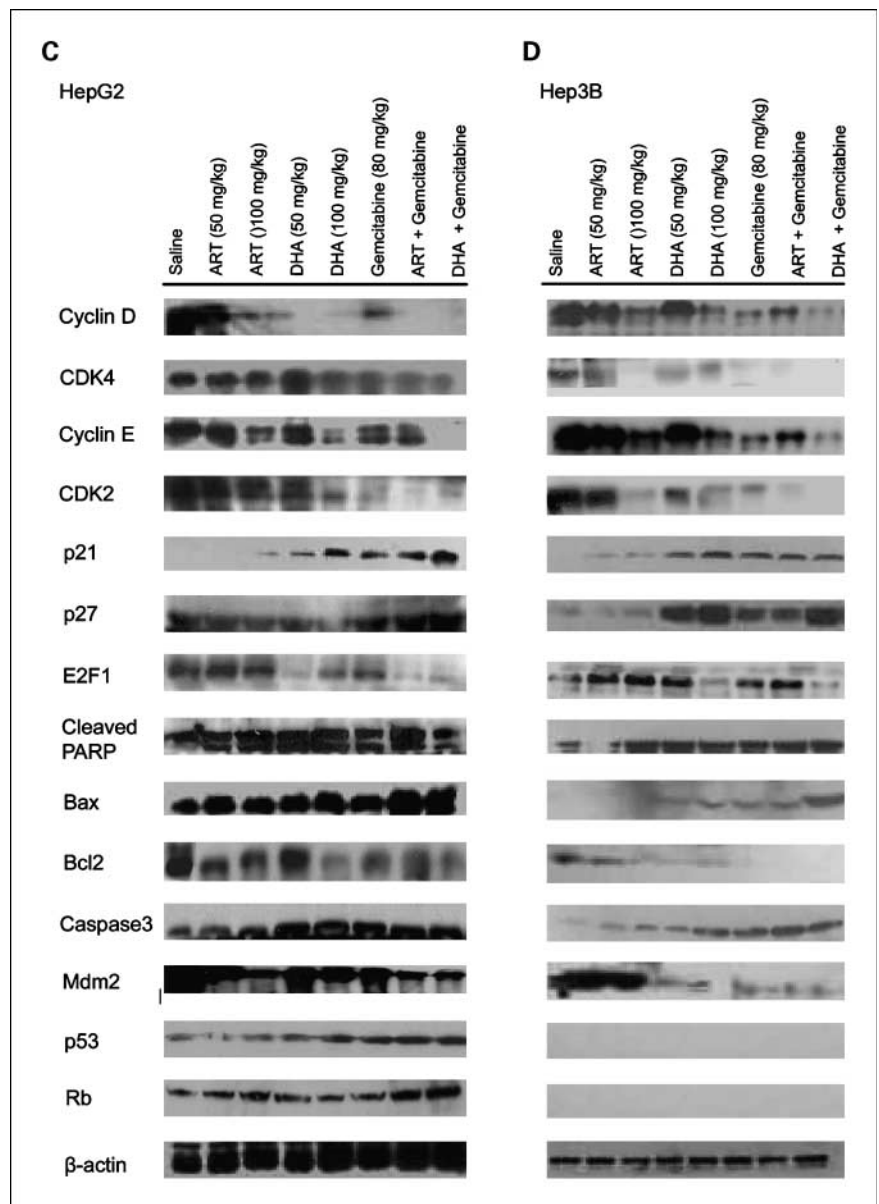 C
D
HepG2
Hep3B
Saline
ART (50 mg/kg)
ART ()100 mg/kg)
DHA (50 mg/kg)
DHA (100 mg/kg)
Gemcitabine (80 mg/kg)
ART + Gemcitabine
DHA + Gemcitabine
Saline
ART (50 mg/kg)
ART (100 mg/kg)
DHA (50 mg/kg)
DHA (100 mg/kg)
Gemcitabine (80 mg/kg)
ART + Gemcitabine
DHA + Gemcitabine
Cyclin D
CDK4
Cyclin E
CDK2
p21
p27
E2F1
Cleaved
PARP
Bax
Bcl2
Caspase3
Mdm2
p53
Rb
β-actin